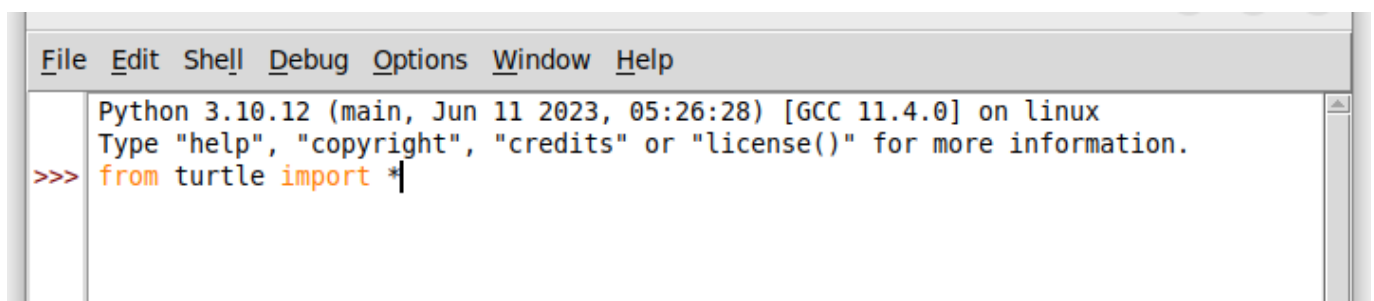 File Edit Shell Debug Options Window Help
Python 3.10.12 (main, Jun 11 2023, 05:26:28) [GCC 11.4.0] on linux
Type "help", "copyright", "credits" or "license()" for more information.
>>> from turtle import *